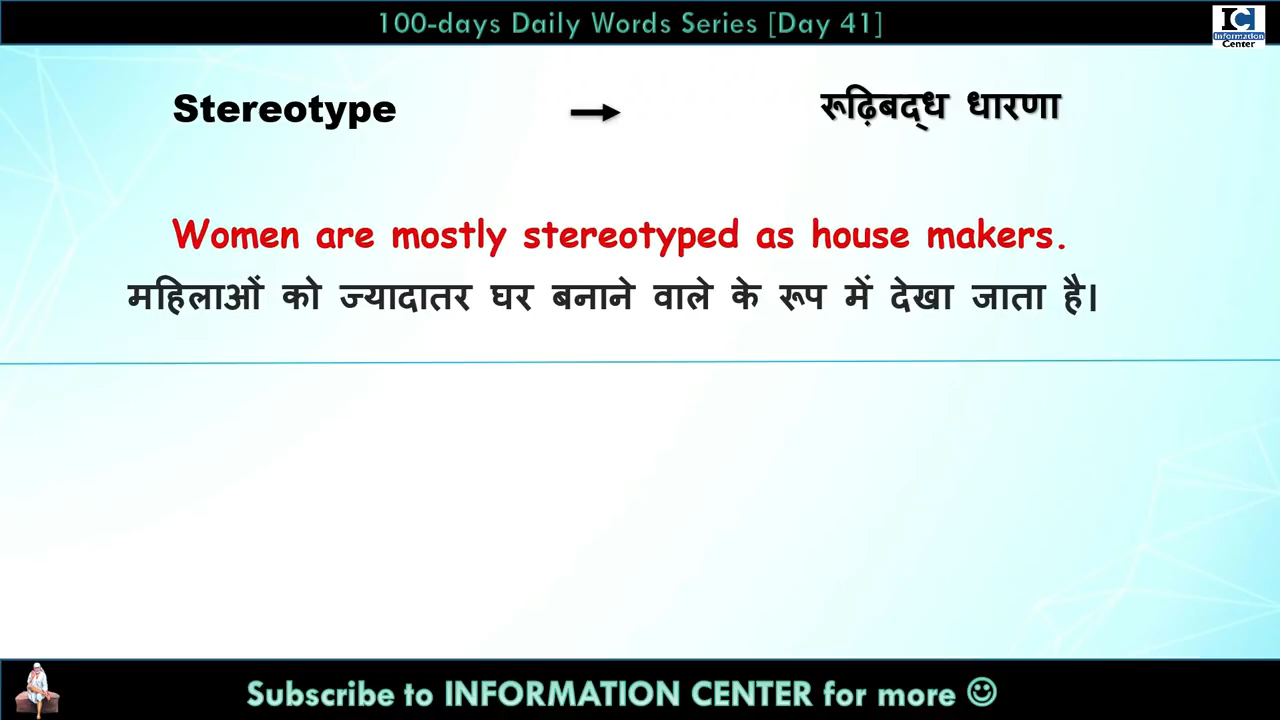 100-days Daily Words Series [Day 41]
IC
Information
Center
Stereotype → रूढ़िबद्ध धारणा
Women are mostly stereotyped as house makers.
महिलाओं को ज्यादातर घर बनाने वाले के रूप में देखा जाता है।
Subscribe to INFORMATION CENTER for more ☺